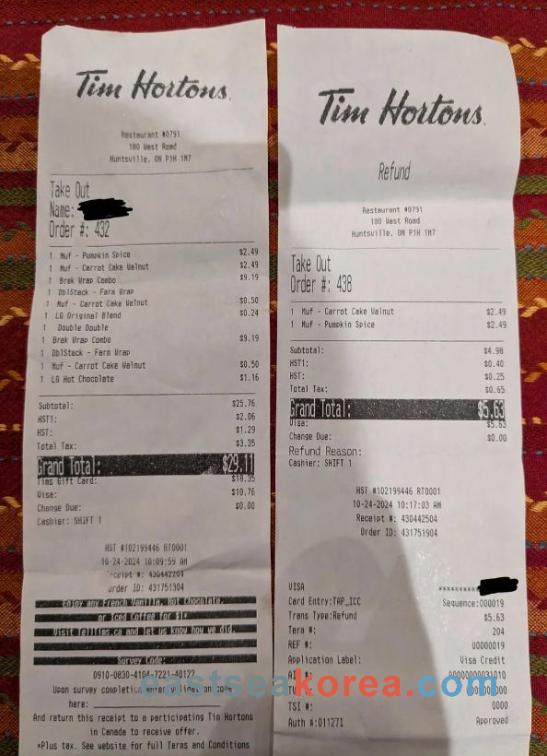 Tim Hortons.
Restaurant #0791
180 West Road
Huntsville, ON P1H 1M7
Take Out
Name:
Order #: 432
1 Muf - Pumpkin Spice $2.49
1 Muf - Carrot Cake Walnut $2.49
1 Brek Wrap Combo $9.19
1 DblStack - Farm Wrap
1 Muf - Carrot Cake Walnut $0.50
1 LG Original Blend $0.24
1 Double Double
1 Brek Wrap Combo $9.19
1 DblStack - Farm Wrap
1 Muf - Carrot Cake Walnut $0.50
1 LG Hot Chocolate $1.16
Subtotal: $25.76
HST1: $2.06
HST: $1.29
Total Tax: $3.35
Grand Total: $29.11
Tims Gift Card: $18.35
Visa: $10.76
Change Due: $0.00
Cashier: SHIFT 1
HST #102199446 RT0001
10-24-2024 10:09:59 AM
Receipt #: 430442204
Order ID: 431751304
Enjoy any French Vanilla, Hot Chocolate,
or Iced Coffee for $1*
Visit TellTims.ca and let us know how we did.
Survey Code:
0910-0830-4104-7221-40127
Upon survey completion enter validation code
here:
And return this receipt to a participating Tim Hortons
in Canada to receive offer.
*Plus tax. See website for full Terms and Conditions
Tim Hortons.
Refund
Restaurant #0791
180 West Road
Huntsville, ON P1H 1M7
Take Out
Order #: 438
1 Muf - Carrot Cake Walnut $2.49
1 Muf - Pumpkin Spice $2.49
Subtotal: $4.98
HST1: $0.40
HST: $0.25
Total Tax: $0.65
Grand Total: $5.63
Visa: $5.63
Change Due: $0.00
Refund Reason:
Cashier: SHIFT 1
HST #102199446 RT0001
10-24-2024 10:17:03 AM
Receipt #: 430442504
Order ID: 431751904
VISA
Card Entry:TAP_ICC Sequence:000019
Trans Type:Refund $5.63
Term #: 204
REF #: 00000019
Application Label: Visa Credit
TSI #: 0000
Auth #:011271 Approved
eastseakorea.com